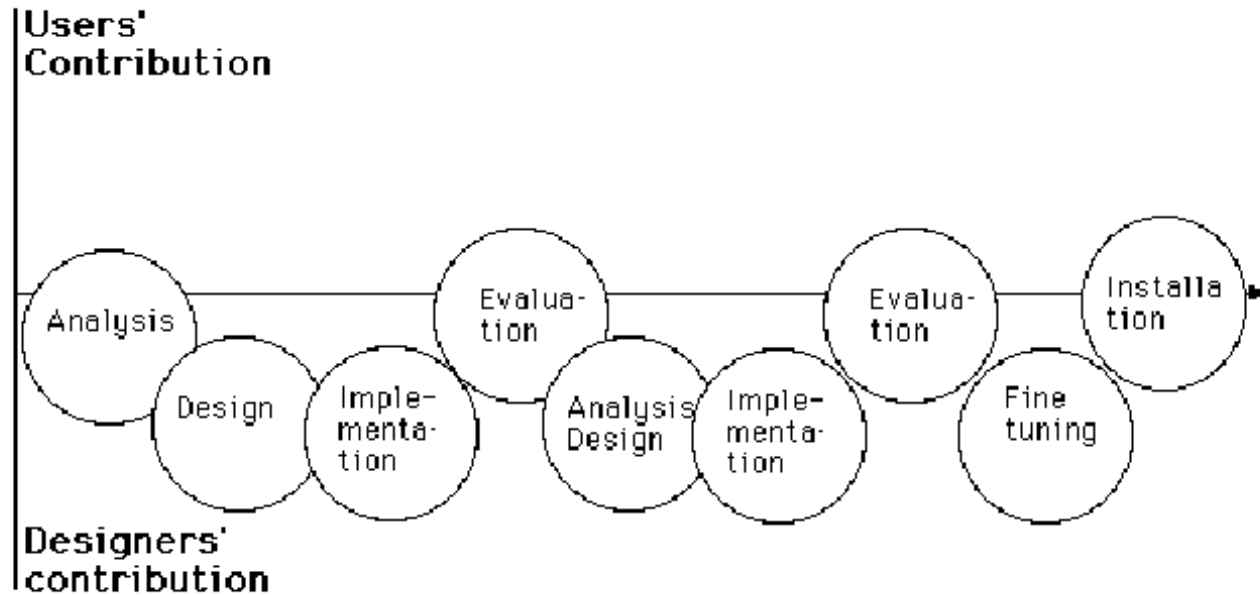 Users'
Contribution
Analysis
Design
Imple-
menta-
tion
Evalua-
tion
Analysis
Design
Imple-
menta-
tion
Evalua-
tion
Fine
tuning
Installa
tion
Designers'
contribution